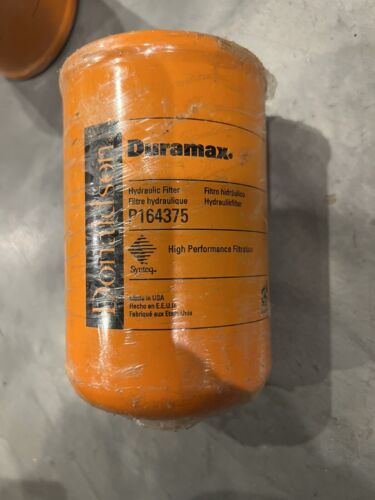 Donaldson
Duramax®
Hydraulic Filter
Filtre hydraulique
Filtro hidráulico
Hydraulikfilter
P164375
High Performance Filtration
Synteq™
Made in USA
Hecho en E.E.U.U.
Fabriqué aux Etats-Unis